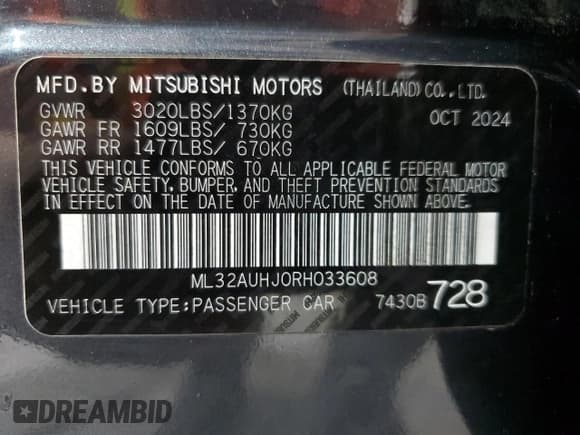 MFD.BY MITSUBISHI MOTORS (THAILAND)CO.,LTD.
GVWR 3020LBS/1370KG OCT 2024
GAWR FR 1609LBS/ 730KG
GAWR RR 1477LBS/ 670KG
THIS VEHICLE CONFORMS TO ALL APPLICABLE FEDERAL MOTOR
VEHICLE SAFETY, BUMPER, AND THEFT PREVENTION STANDARDS
IN EFFECT ON THE DATE OF MANUFACTURE SHOWN ABOVE.
ML32AUHJ0RH033608
VEHICLE TYPE:PASSENGER CAR 7430B 728
DREAMBID